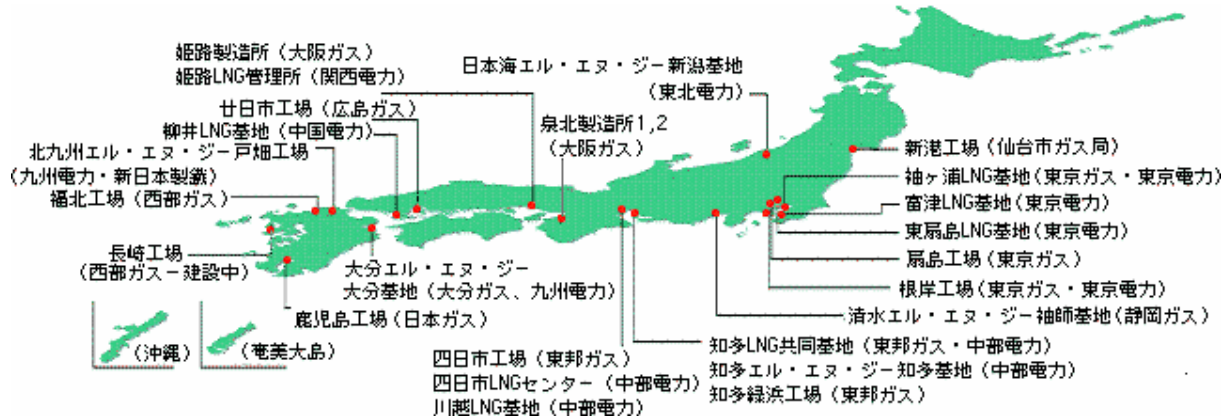 姫路製造所(大阪ガス)
姫路LNG管理所(関西電力)
廿日市工場(広島ガス)
柳井LNG基地(中国電力)
北九州エル・エヌ・ジー戸畑工場
(九州電力・新日本製鐵)
福北工場(西部ガス)
長崎工場
(西部ガスー建設中)
大分エル・エヌ・ジー
大分基地(大分ガス、九州電力)
鹿児島工場(日本ガス)
(沖縄)
(奄美大島)
日本海エル・エヌ・ジー新潟基地
(東北電力)
泉北製造所1,2
(大阪ガス)
新港工場(仙台市ガス局)
袖ヶ浦LNG基地(東京ガス・東京電力)
富津LNG基地(東京電力)
東扇島LNG基地(東京電力)
扇島工場(東京ガス)
根岸工場(東京ガス・東京電力)
清水エル・エヌ・ジー袖師基地(静岡ガス)
知多LNG共同基地(東邦ガス・中部電力)
知多エル・エヌ・ジー知多基地(中部電力)
知多緑浜工場(東邦ガス)
四日市工場(東邦ガス)
四日市LNGセンター(中部電力)
川越LNG基地(中部電力)